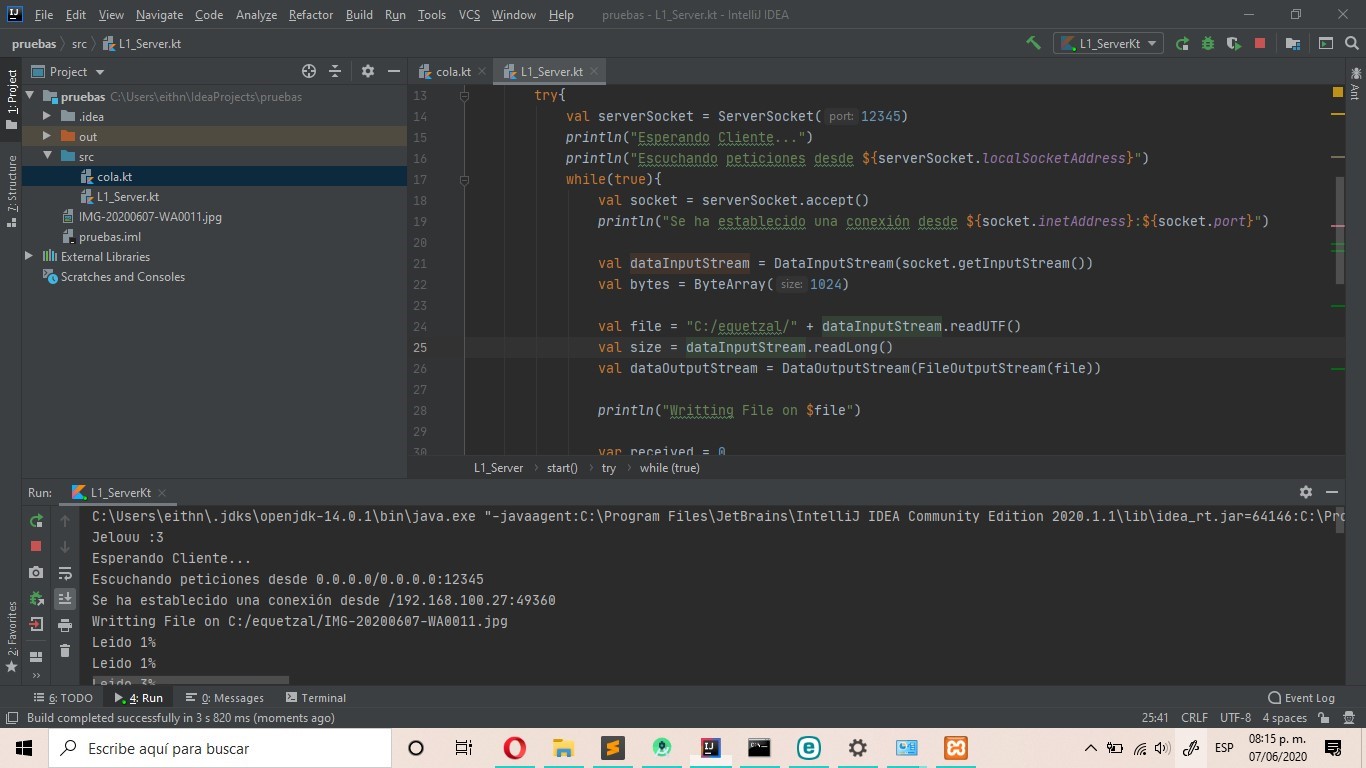 File Edit View Navigate Code Analyze Refactor Build Run Tools VCS Window Help pruebas - L1_Server.kt - IntelliJ IDEA
pruebas src L1_Server.kt L1_ServerKt
Project cola.kt L1_Server.kt
1: Project
7: Structure
2: Favorites
Ant
pruebas C:\Users\eithn\IdeaProjects\pruebas
.idea
out
src
cola.kt
L1_Server.kt
IMG-20200607-WA0011.jpg
pruebas.iml
External Libraries
Scratches and Consoles
13 try{
14 val serverSocket = ServerSocket( port: 12345)
15 println("Esperando Cliente...")
16 println("Escuchando peticiones desde ${serverSocket.localSocketAddress}")
17 while(true){
18 val socket = serverSocket.accept()
19 println("Se ha establecido una conexión desde ${socket.inetAddress}:${socket.port}")
20
21 val dataInputStream = DataInputStream(socket.getInputStream())
22 val bytes = ByteArray( size: 1024)
23
24 val file = "C:/equetzal/" + dataInputStream.readUTF()
25 val size = dataInputStream.readLong()
26 val dataOutputStream = DataOutputStream(FileOutputStream(file))
27
28 println("Writting File on $file")
29
30 var received = 0
L1_Server start() try while (true)
Run: L1_ServerKt
C:\Users\eithn\.jdks\openjdk-14.0.1\bin\java.exe "-javaagent:C:\Program Files\JetBrains\IntelliJ IDEA Community Edition 2020.1.1\lib\idea_rt.jar=64146:C:\Pro
Jelouu :3
Esperando Cliente...
Escuchando peticiones desde 0.0.0.0/0.0.0.0:12345
Se ha establecido una conexión desde /192.168.100.27:49360
Writting File on C:/equetzal/IMG-20200607-WA0011.jpg
Leido 1%
Leido 1%
Leido 3%
6: TODO 4: Run 0: Messages Terminal Event Log
Build completed successfully in 3 s 820 ms (moments ago) 25:41 CRLF UTF-8 4 spaces
Escribe aquí para buscar ESP 08:15 p. m.
07/06/2020